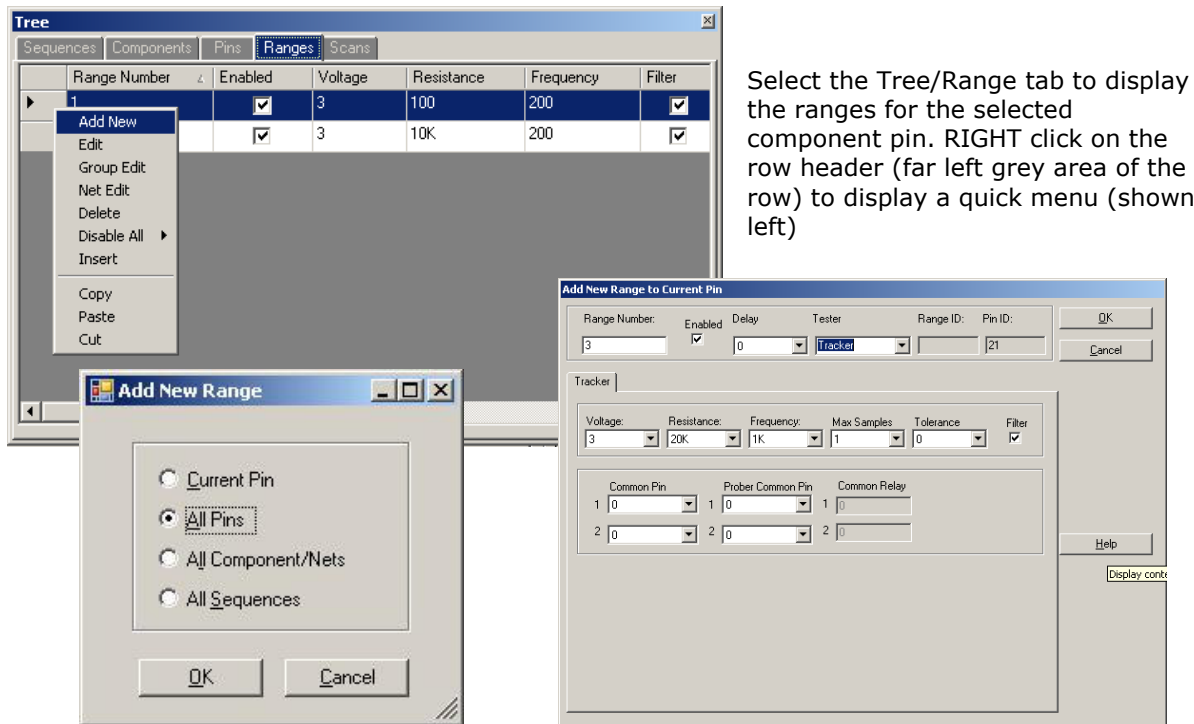 Tree
Sequences Components Pins Ranges Scans
Range Number Enabled Voltage Resistance Frequency Filter
1 3 100 200
3 10K 200
Add New
Edit
Group Edit
Net Edit
Delete
Disable All
Insert
Copy
Paste
Cut
Select the Tree/Range tab to display
the ranges for the selected
component pin. RIGHT click on the
row header (far left grey area of the
row) to display a quick menu (shown
left)
Add New Range
Current Pin
All Pins
All Component/Nets
All Sequences
OK Cancel
Add New Range to Current Pin
Range Number: Enabled Delay Tester Range ID: Pin ID:
3 0 Tracker 21
OK
Cancel
Tracker
Voltage: Resistance: Frequency: Max Samples Tolerance Filter
3 20K 1K 1 0
Common Pin Prober Common Pin Common Relay
1 0 1 0 1 0
2 0 2 0 2 0
Help
Display conte